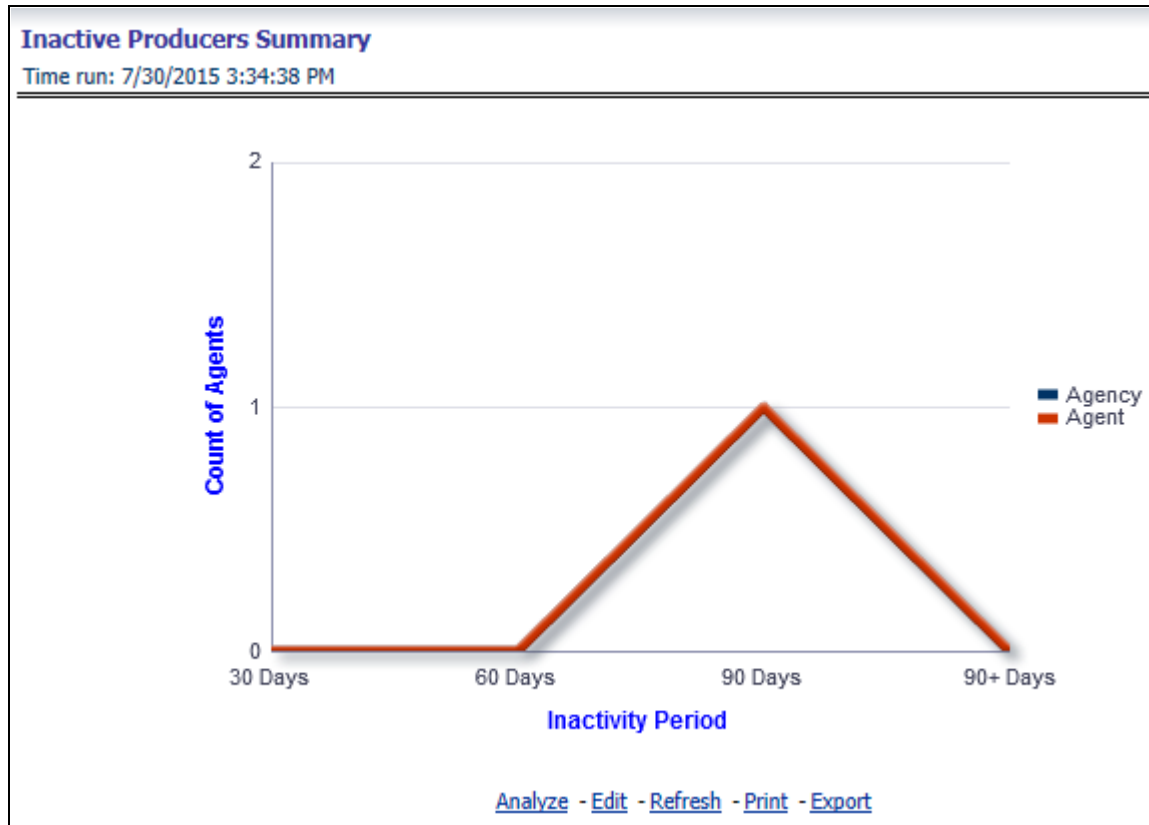 Inactive Producers Summary
Time run: 7/30/2015 3:34:38 PM
2
1
0
Count of Agents
30 Days
60 Days
90 Days
90+ Days
Inactivity Period
Agency
Agent
Analyze - Edit - Refresh - Print - Export